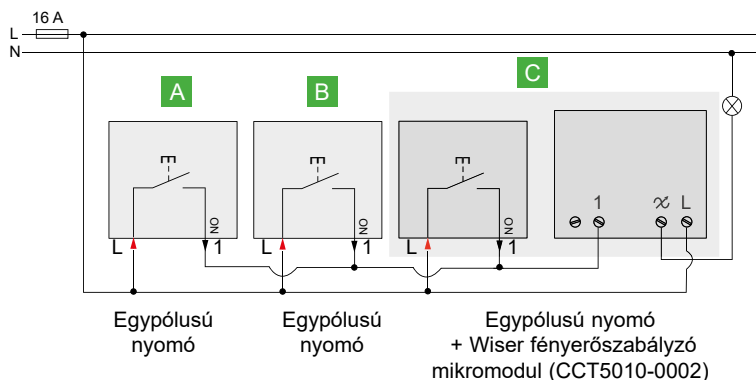 16 A
L
N
A
B
C
1
L
NO
L
1
NO
L
1
NO
L
1
Egypólusú
nyomó
Egypólusú
nyomó
Egypólusú nyomó
+ Wiser fényerőszabályzó
mikromodul (CCT5010-0002)